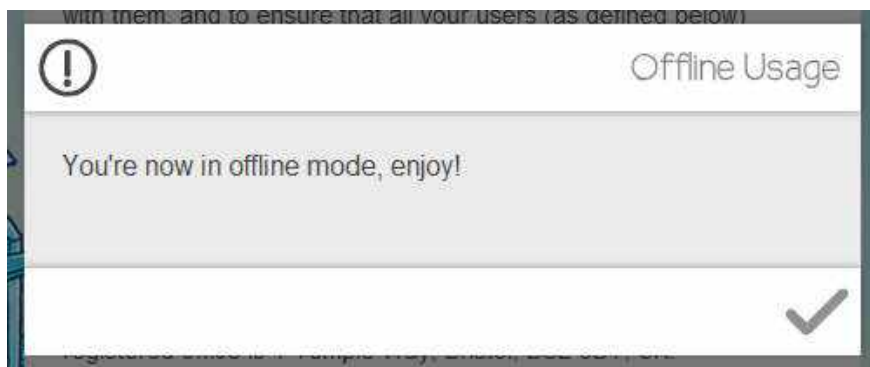 with them, and to ensure that all your users (as defined below)
Offline Usage
You're now in offline mode, enjoy!